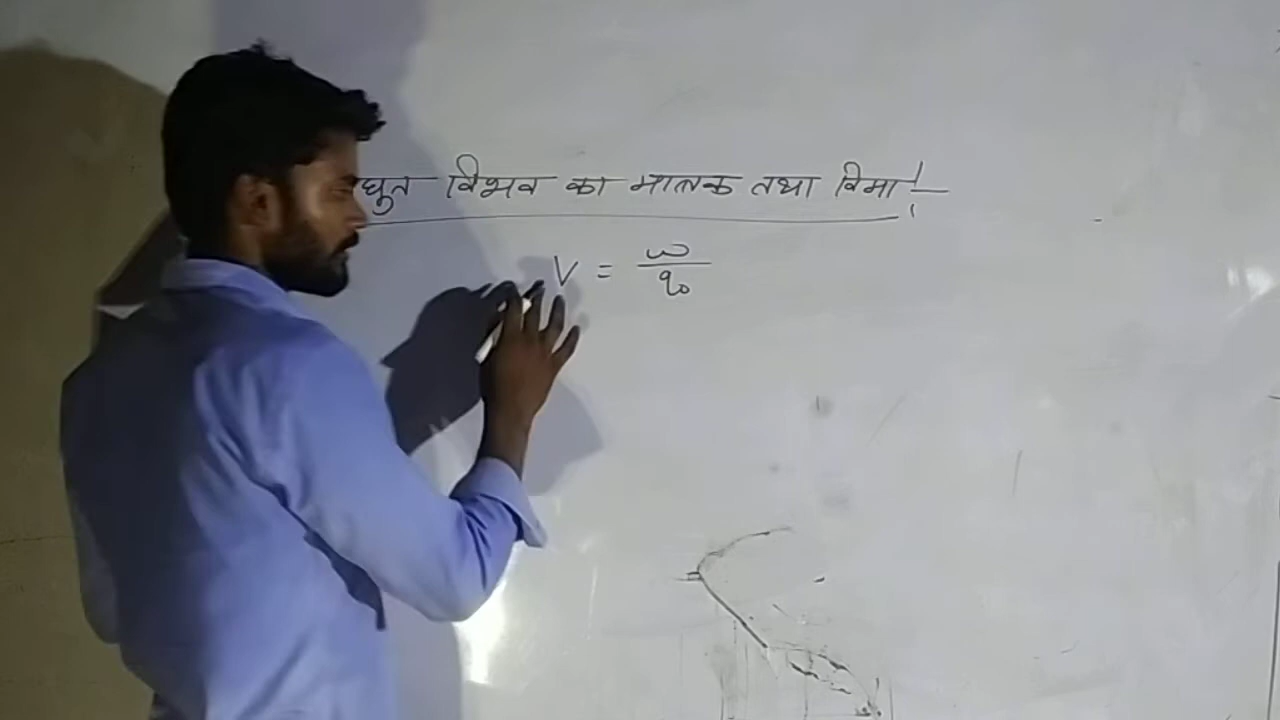 द्युत विभव का मात्रक तथा विमा :-
V = w / q₀